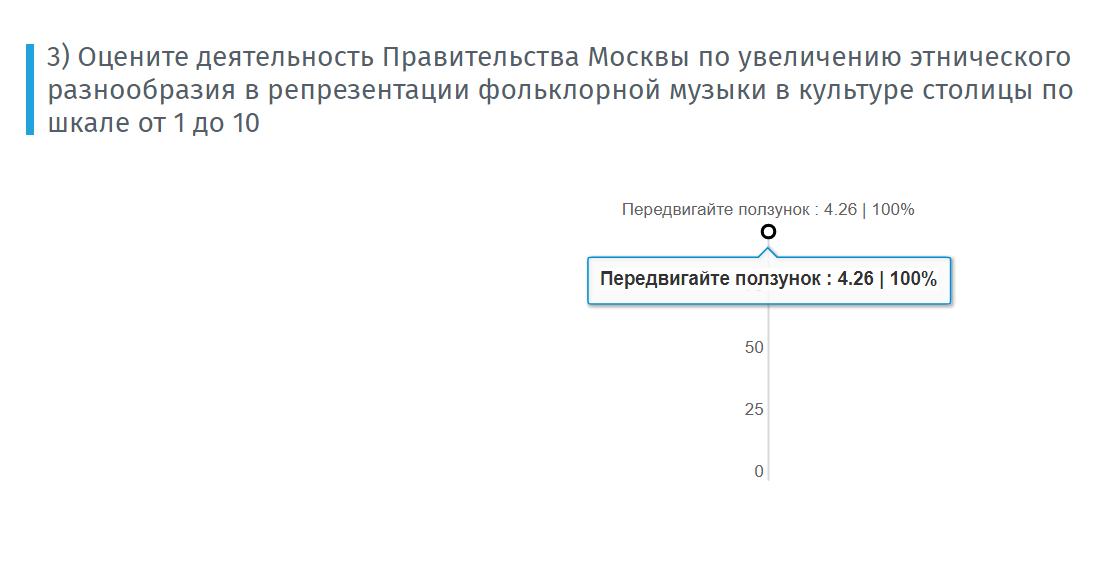 3) Оцените деятельность Правительства Москвы по увеличению этнического
разнообразия в репрезентации фольклорной музыки в культуре столицы по
шкале от 1 до 10
Передвигайте ползунок : 4.26 | 100%
Передвигайте ползунок : 4.26 | 100%
50
25
0